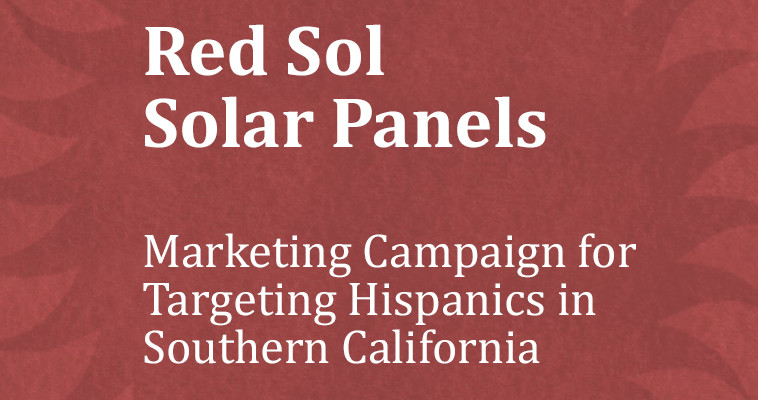 Red Sol
Solar Panels
Marketing Campaign for
Targeting Hispanics in
Southern California